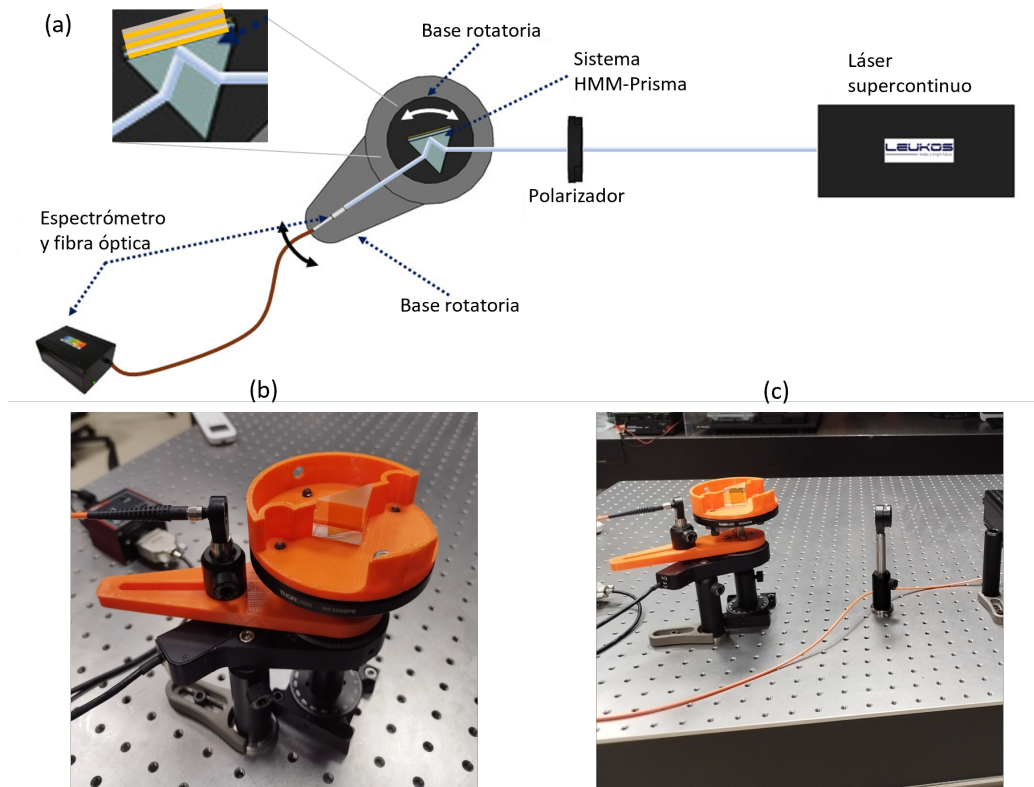 (a)
Base rotatoria
Sistema
HMM-Prisma
Láser
supercontinuo
LEUKOS
Polarizador
Espectrómetro
y fibra óptica
Base rotatoria
(b)
(c)
THORLABS